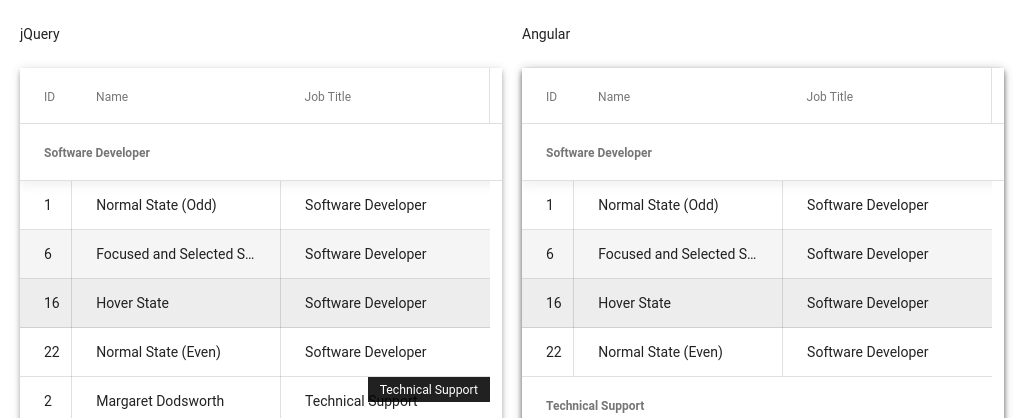 jQuery
ID Name Job Title
Software Developer
1 Normal State (Odd) Software Developer
6 Focused and Selected S... Software Developer
16 Hover State Software Developer
22 Normal State (Even) Software Developer
Technical Support
2 Margaret Dodsworth Technical Support
Angular
ID Name Job Title
Software Developer
1 Normal State (Odd) Software Developer
6 Focused and Selected S... Software Developer
16 Hover State Software Developer
22 Normal State (Even) Software Developer
Technical Support